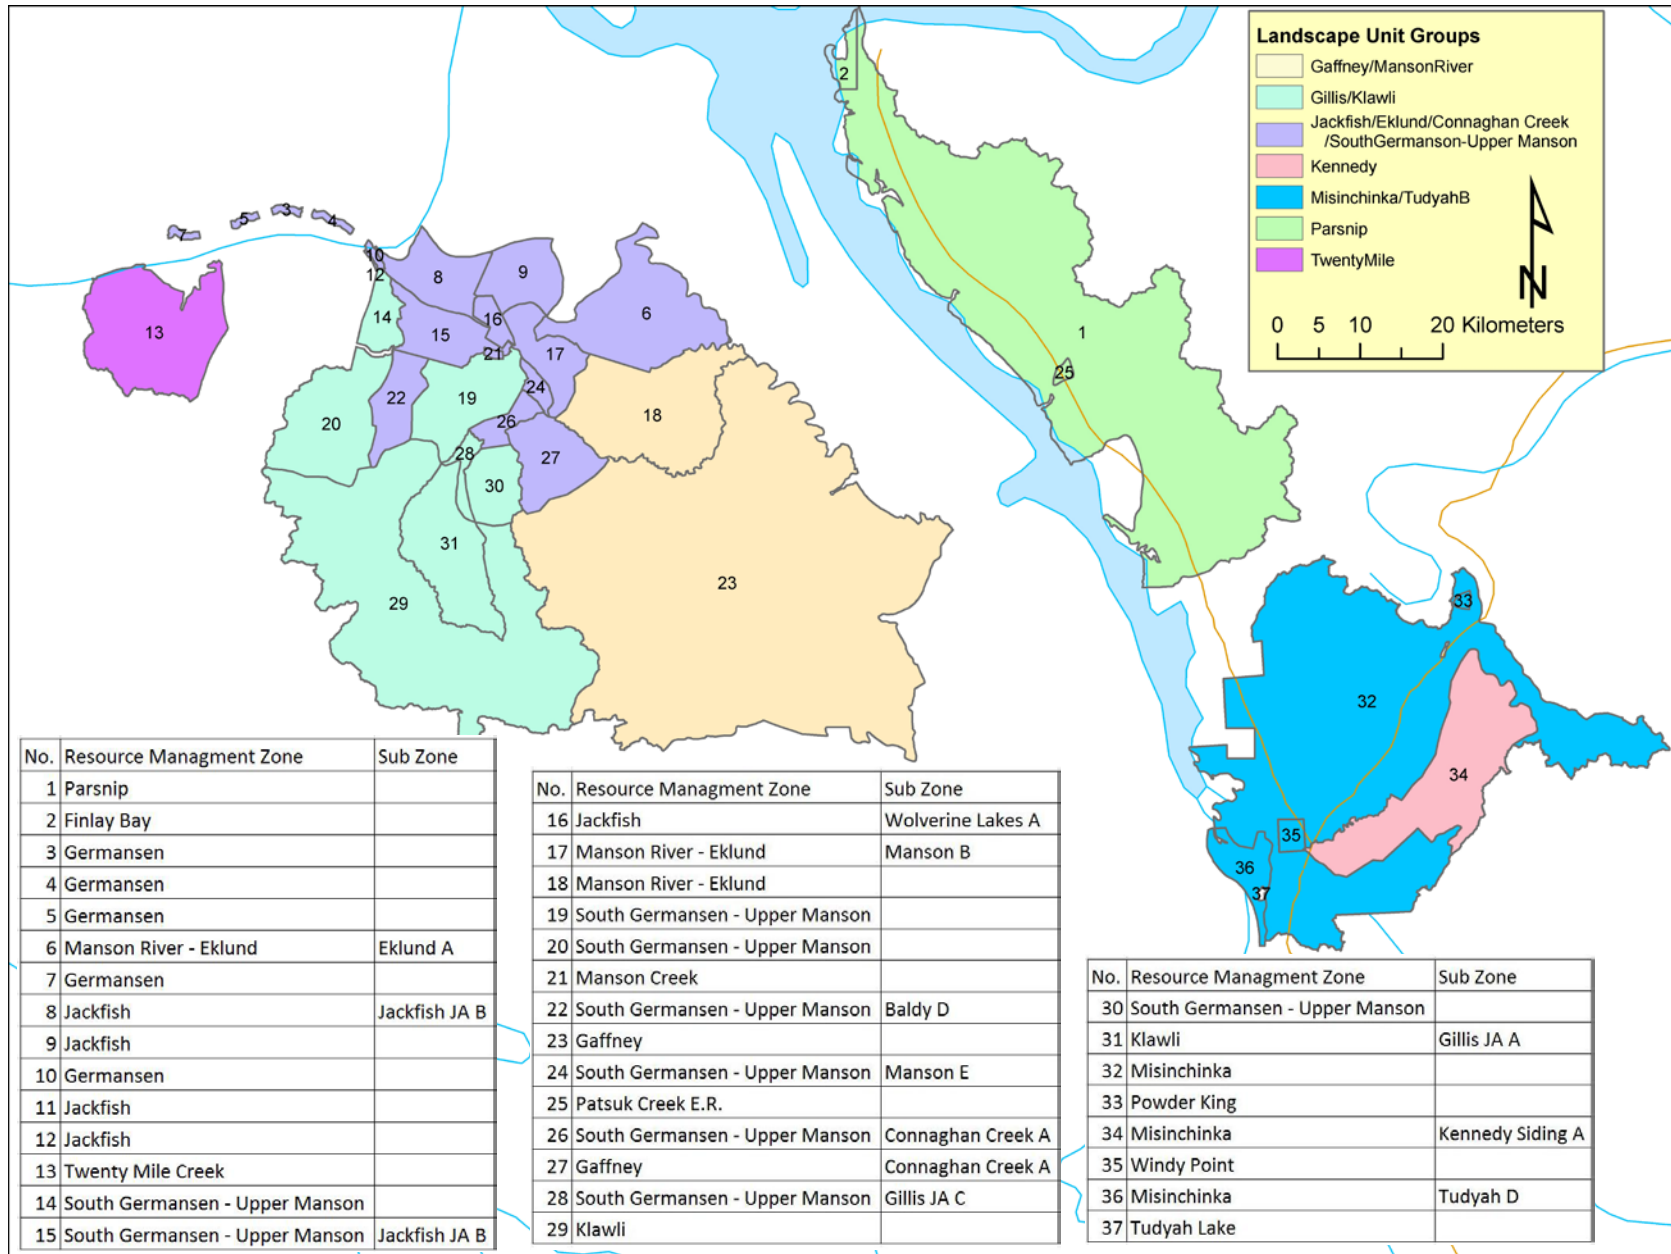 Landscape Unit Groups
Gaffney/MansonRiver
Gillis/Klawli
Jackfish/Eklund/Connaghan Creek
/SouthGermanson-Upper Manson
Kennedy
Misinchinka/TudyahB
Parsnip
TwentyMile
N
0 5 10 20 Kilometers
2
1
25
7
5
3
4
10
12
8
9
6
14
13
15
16
21
17
22
19
24
18
20
26
28
27
30
31
29
23
33
32
34
35
36
37
No. Resource Managment Zone Sub Zone
1 Parsnip
2 Finlay Bay
3 Germansen
4 Germansen
5 Germansen
6 Manson River - Eklund Eklund A
7 Germansen
8 Jackfish Jackfish JA B
9 Jackfish
10 Germansen
11 Jackfish
12 Jackfish
13 Twenty Mile Creek
14 South Germansen - Upper Manson
15 South Germansen - Upper Manson Jackfish JA B
No. Resource Managment Zone Sub Zone
16 Jackfish Wolverine Lakes A
17 Manson River - Eklund Manson B
18 Manson River - Eklund
19 South Germansen - Upper Manson
20 South Germansen - Upper Manson
21 Manson Creek
22 South Germansen - Upper Manson Baldy D
23 Gaffney
24 South Germansen - Upper Manson Manson E
25 Patsuk Creek E.R.
26 South Germansen - Upper Manson Connaghan Creek A
27 Gaffney Connaghan Creek A
28 South Germansen - Upper Manson Gillis JA C
29 Klawli
No. Resource Managment Zone Sub Zone
30 South Germansen - Upper Manson
31 Klawli Gillis JA A
32 Misinchinka
33 Powder King
34 Misinchinka Kennedy Siding A
35 Windy Point
36 Misinchinka Tudyah D
37 Tudyah Lake